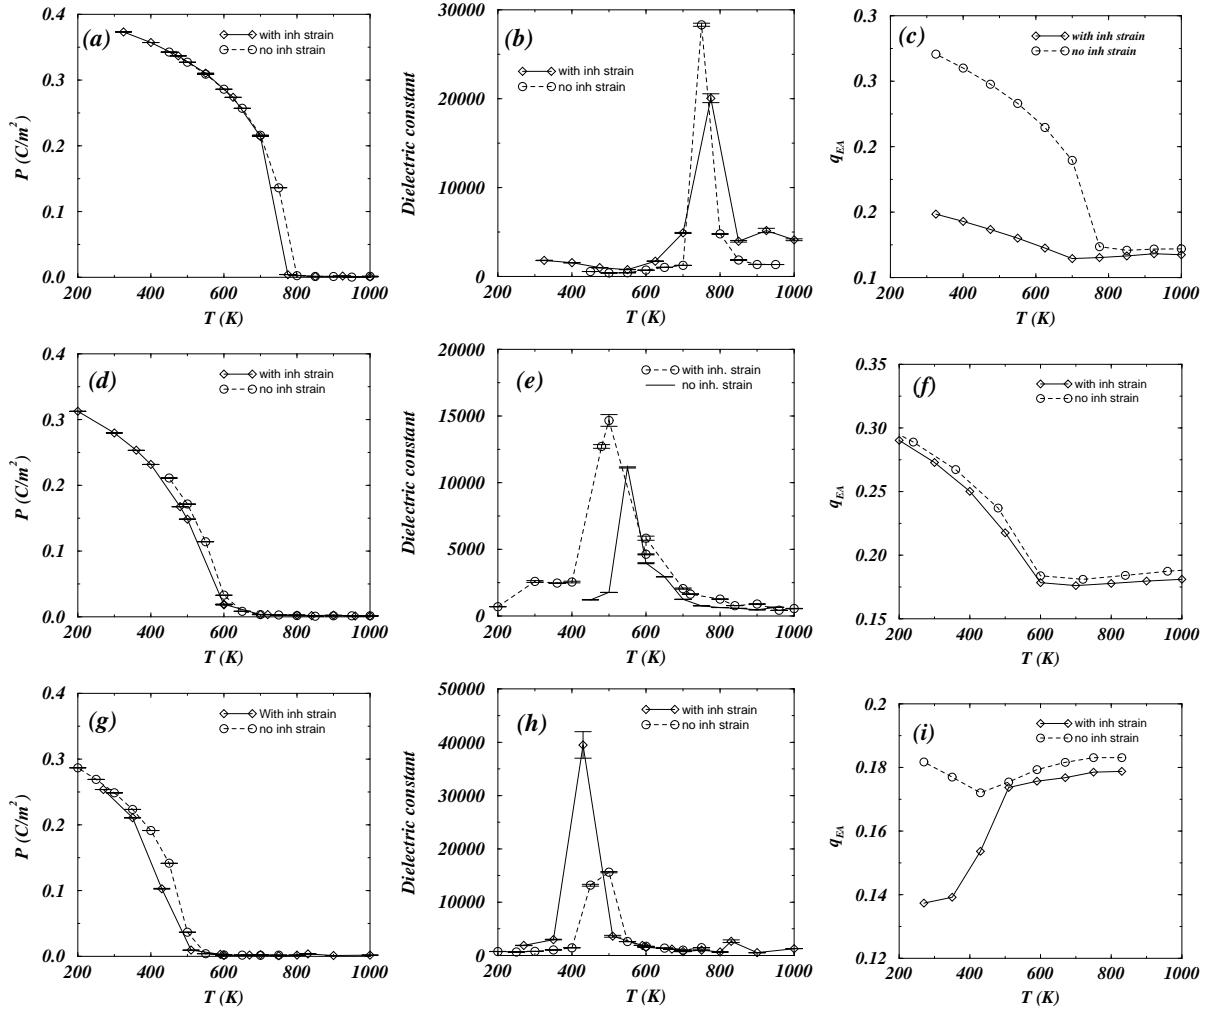 (a)
with inh strain
no inh strain
P (C/m2)
0.4
0.3
0.2
0.1
0.0
200 400 600 800 1000
T (K)
(b)
with inh strain
no inh strain
Dielectric constant
30000
20000
10000
0
200 400 600 800 1000
T (K)
(c)
with inh strain
no inh strain
qEA
0.3
0.3
0.2
0.2
0.1
200 400 600 800 1000
T (K)
(d)
with inh strain
no inh strain
P (C/m2)
0.4
0.3
0.2
0.1
0.0
200 400 600 800 1000
T (K)
(e)
with inh. strain
no inh. strain
Dielectric constant
20000
15000
10000
5000
0
200 400 600 800 1000
T (K)
(f)
with inh strain
no inh strain
qEA
0.35
0.30
0.25
0.20
0.15
200 400 600 800 1000
T (K)
(g)
With inh strain
no inh strain
P (C/m2)
0.4
0.3
0.2
0.1
0.0
200 400 600 800 1000
T (K)
(h)
with inh strain
no inh strain
Dielectric constant
50000
40000
30000
20000
10000
0
200 400 600 800 1000
T (K)
(i)
with inh strain
no inh strain
qEA
0.2
0.18
0.16
0.14
0.12
200 400 600 800 1000
T (K)